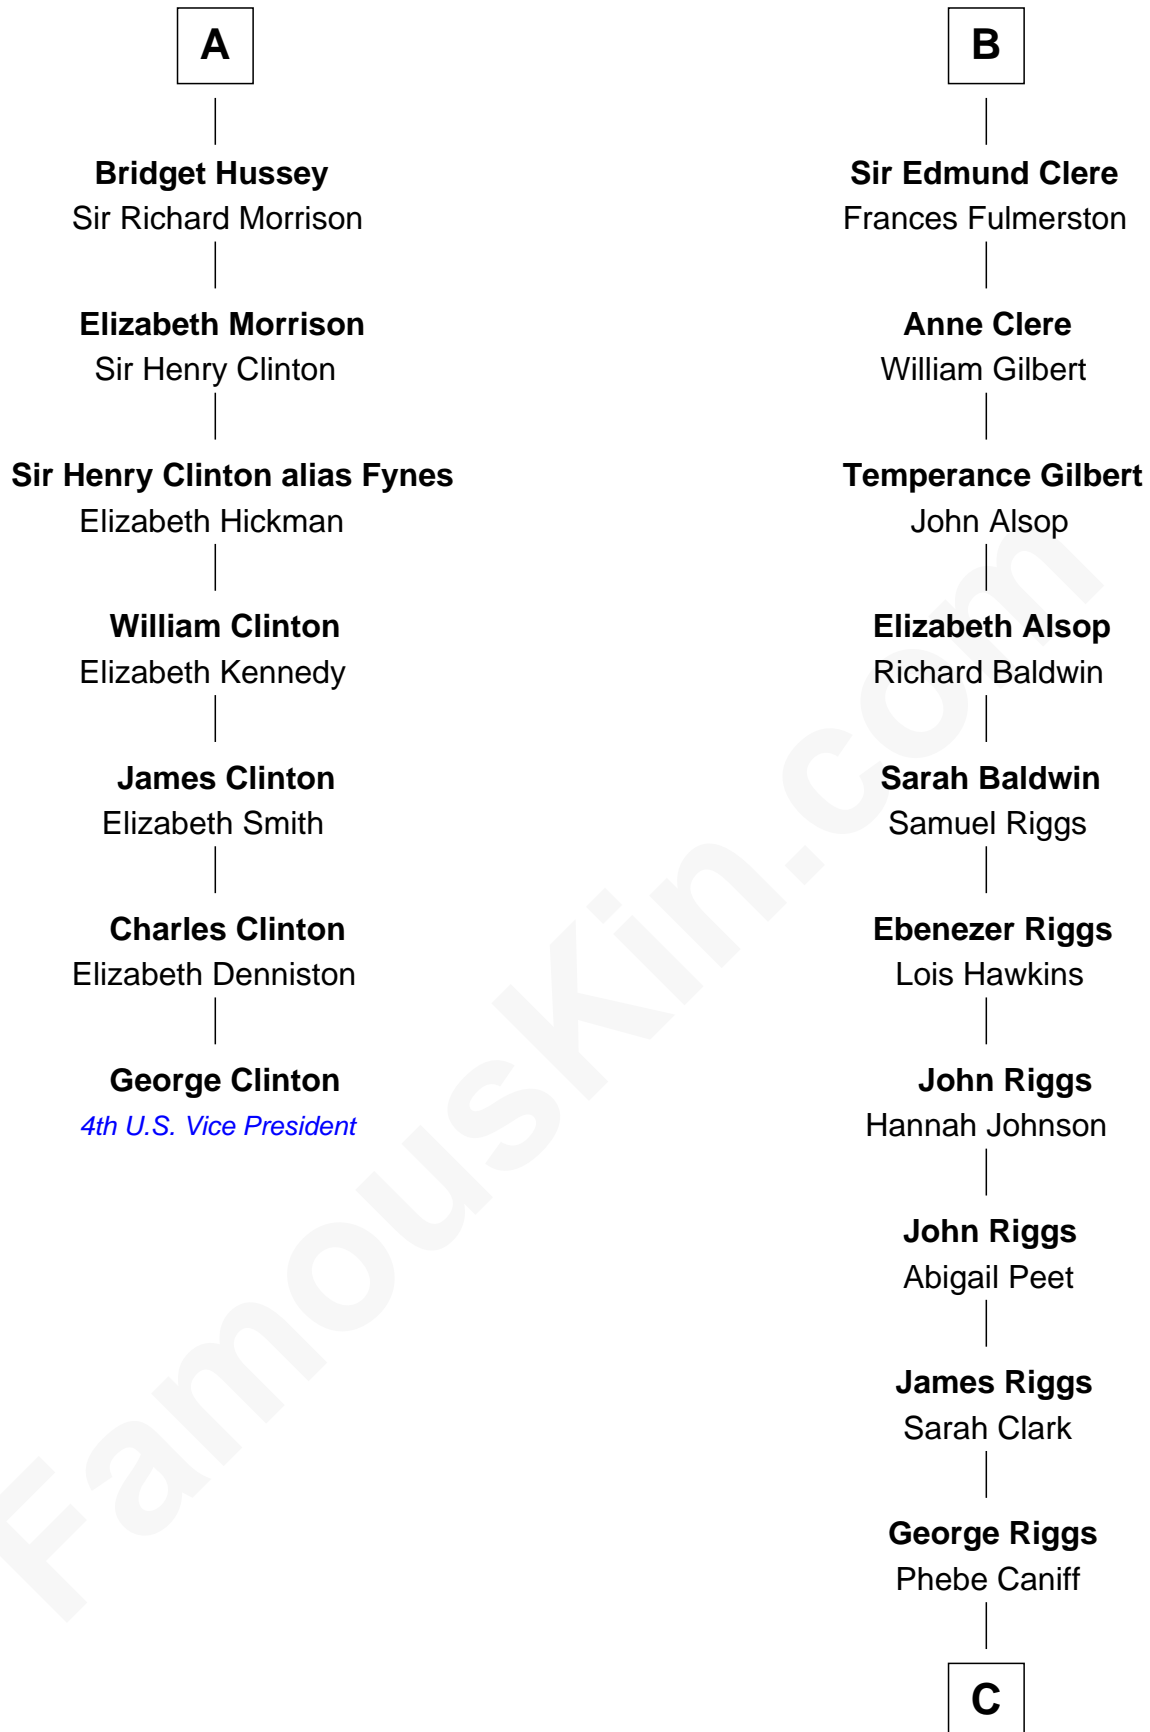 A
Bridget Hussey
Sir Richard Morrison
Elizabeth Morrison
Sir Henry Clinton
Sir Henry Clinton alias Fynes
Elizabeth Hickman
William Clinton
Elizabeth Kennedy
James Clinton
Elizabeth Smith
Charles Clinton
Elizabeth Denniston
George Clinton
4th U.S. Vice President
B
Sir Edmund Clere
Frances Fulmerston
Anne Clere
William Gilbert
Temperance Gilbert
John Alsop
Elizabeth Alsop
Richard Baldwin
Sarah Baldwin
Samuel Riggs
Ebenezer Riggs
Lois Hawkins
John Riggs
Hannah Johnson
John Riggs
Abigail Peet
James Riggs
Sarah Clark
George Riggs
Phebe Caniff
C
FamousKin.com